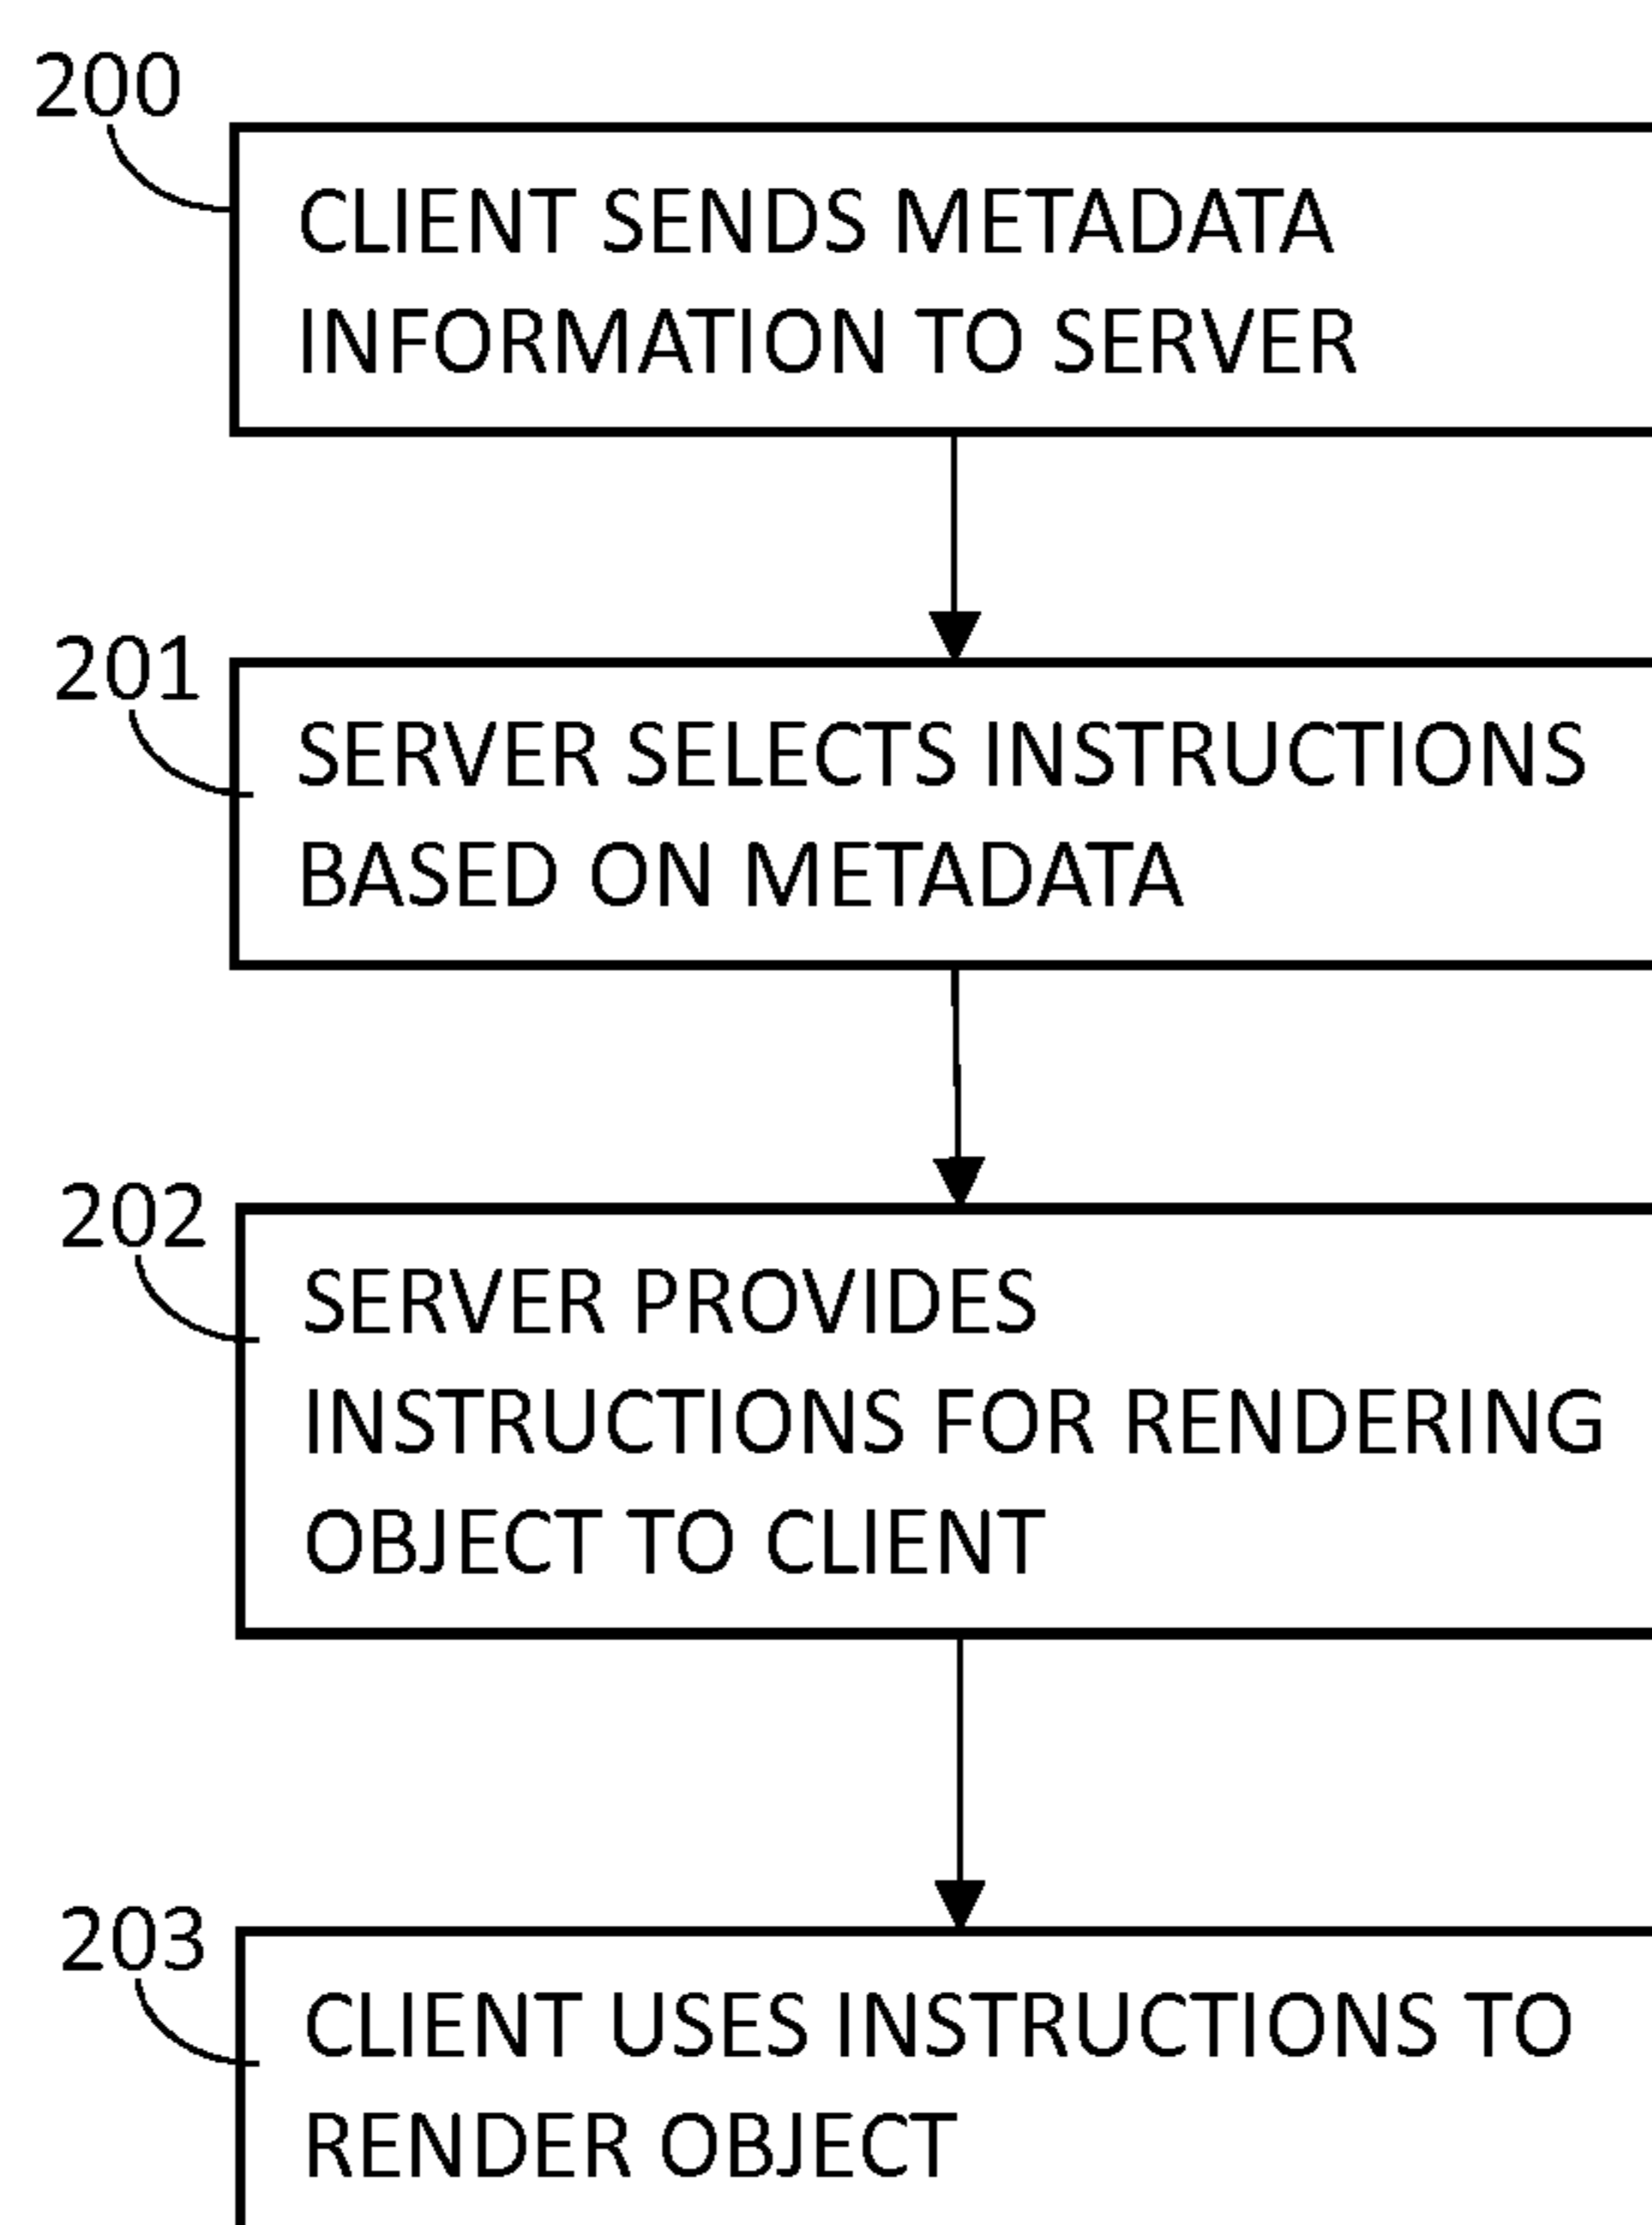 200
CLIENT SENDS METADATA
INFORMATION TO SERVER
201
SERVER SELECTS INSTRUCTIONS
BASED ON METADATA
202
SERVER PROVIDES
INSTRUCTIONS FOR RENDERING
OBJECT TO CLIENT
203
CLIENT USES INSTRUCTIONS TO
RENDER OBJECT